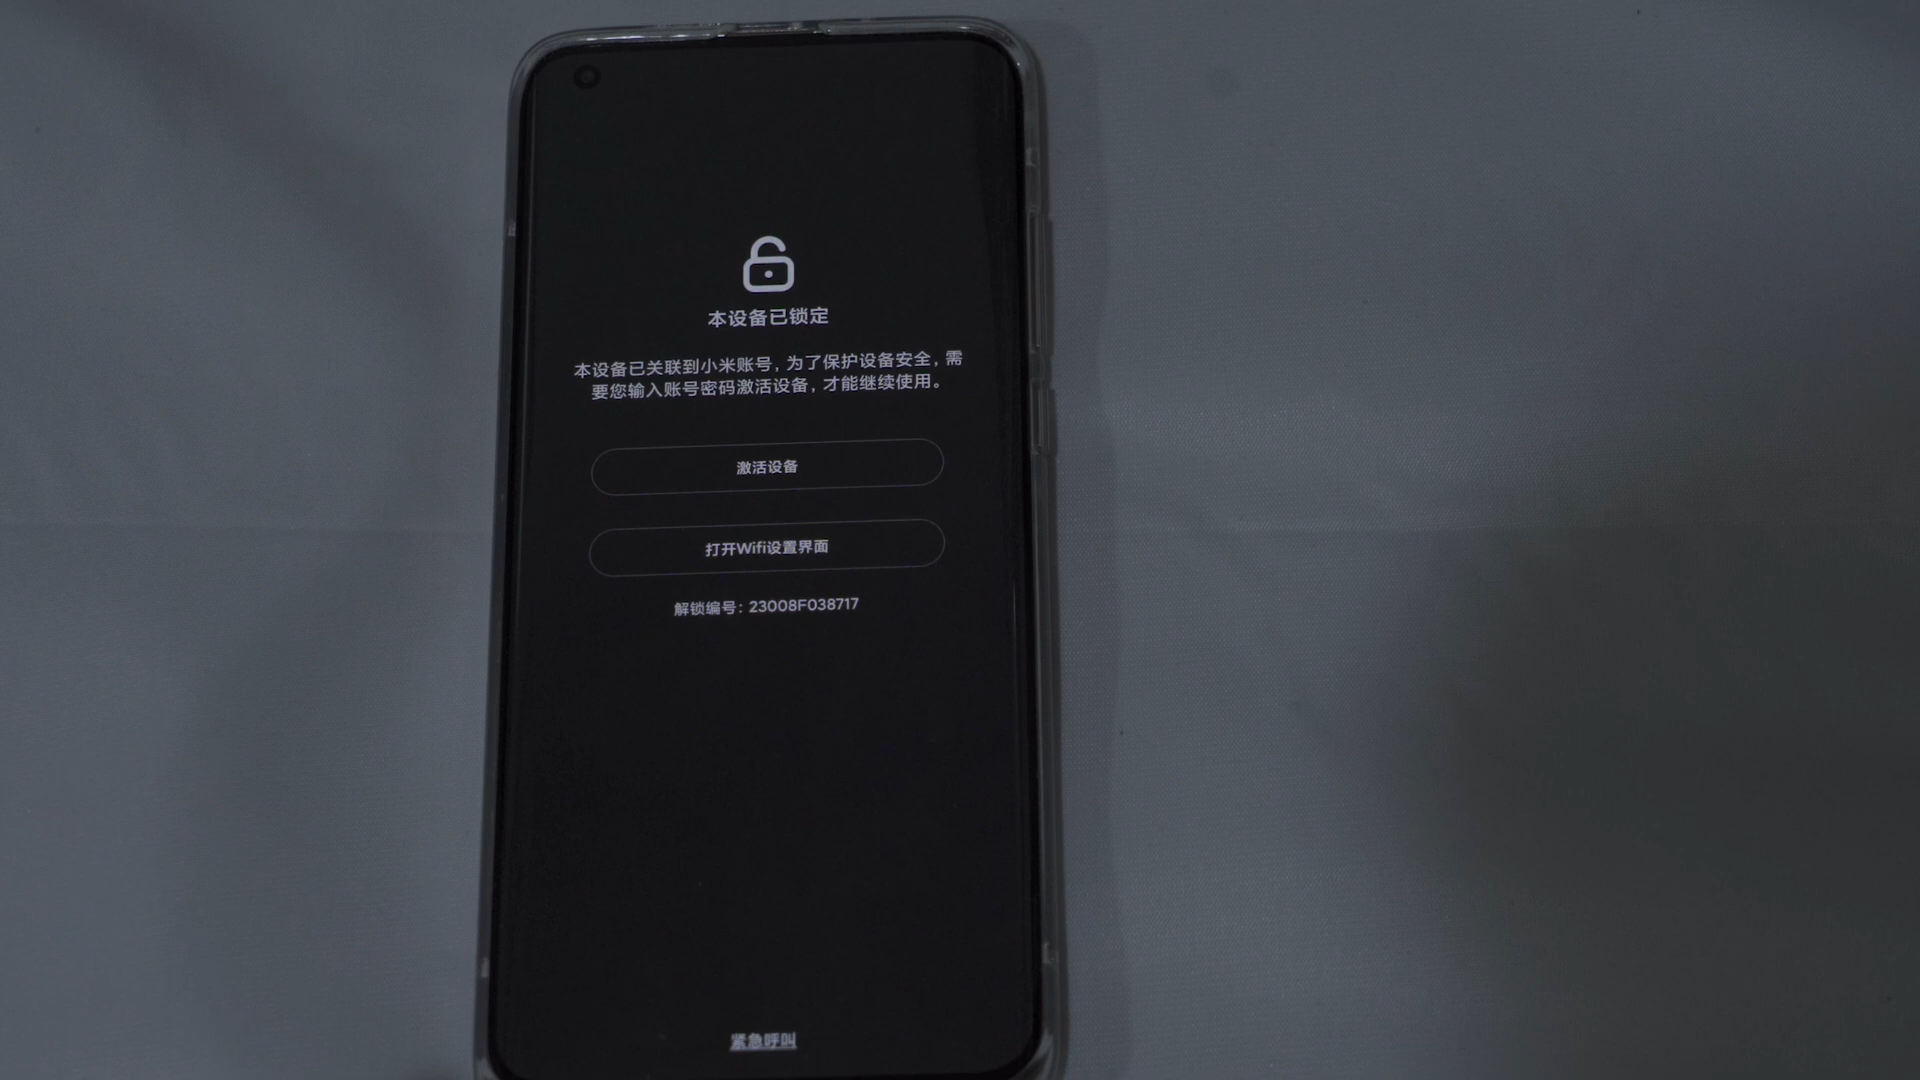 本设备已锁定
本设备已关联到小米账号，为了保护设备安全，需
要您输入账号密码激活设备，才能继续使用。
激活设备
打开Wifi设置界面
解锁编号：23008F038717
紧急呼叫